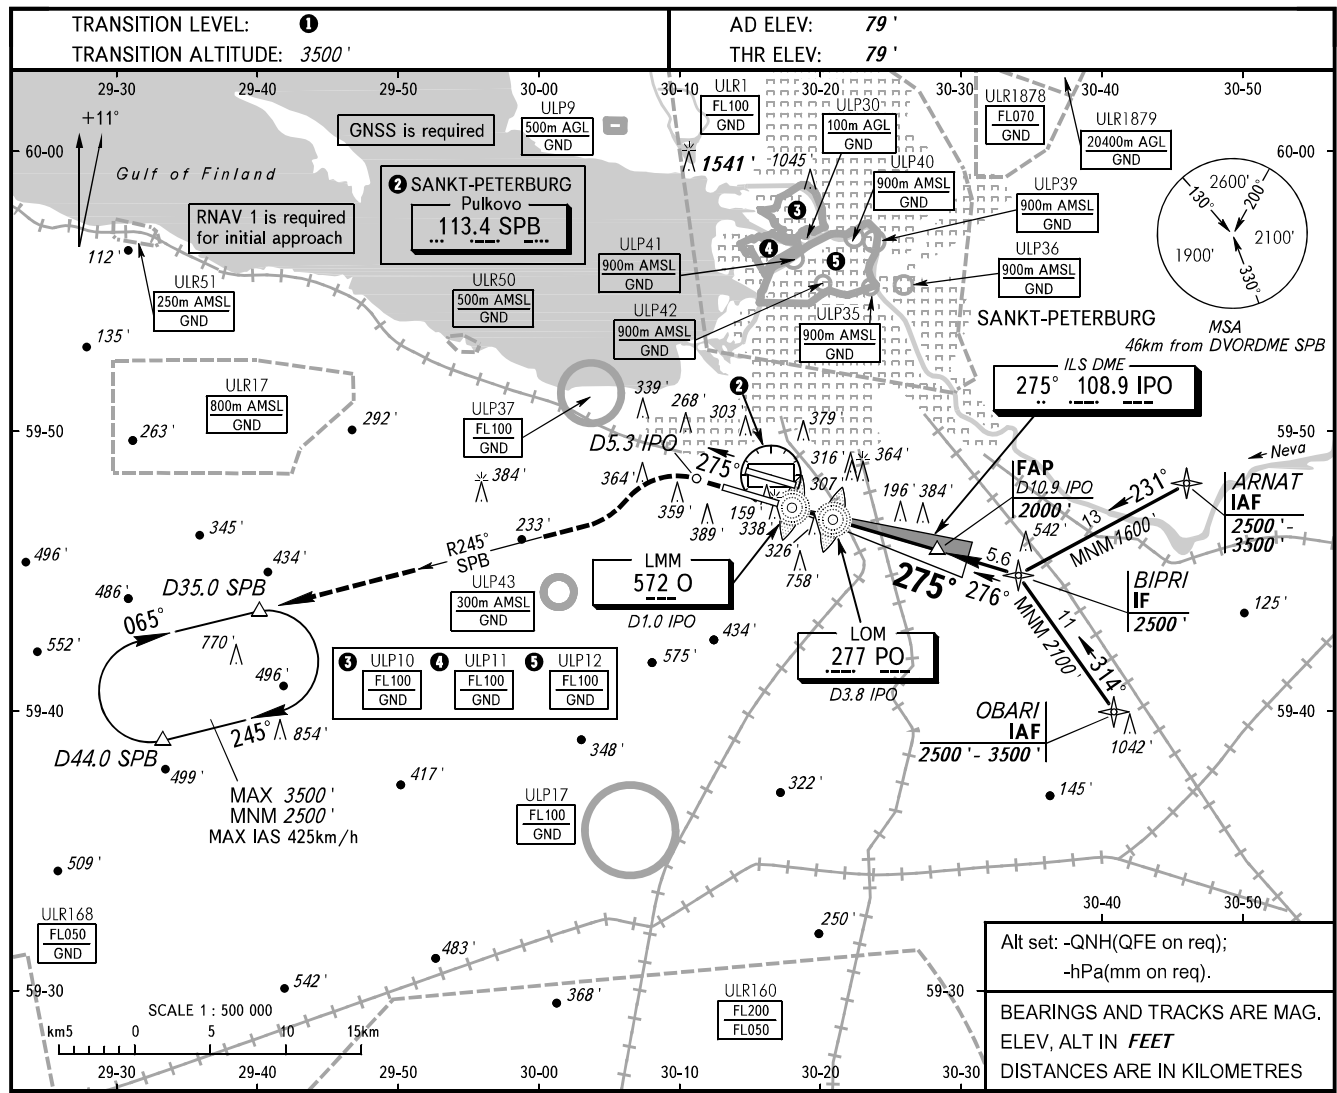 TRANSITION LEVEL: ❶
TRANSITION ALTITUDE: 3500'
AD ELEV: 79'
THR ELEV: 79'
29-30
29-40
29-50
30-00
30-10
30-20
30-30
30-40
30-50
+11°
60-00
Gulf of Finland
GNSS is required
RNAV 1 is required
for initial approach
❷ SANKT-PETERBURG
Pulkovo
113.4 SPB
ULP9
500m AGL
GND
ULR1
FL100
GND
1541'
1045'
ULP30
100m AGL
GND
ULP40
900m AMSL
GND
ULR1878
FL070
GND
ULR1879
20400m AGL
GND
60-00
ULP39
900m AMSL
GND
ULP36
900m AMSL
GND
ULP41
900m AMSL
GND
ULP42
900m AMSL
GND
ULP35
900m AMSL
GND
❸
❹
❺
SANKT-PETERBURG
2600'
130°
200°
1900'
2100'
330°
MSA
46km from DVORDME SPB
112'
ULR51
250m AMSL
GND
ULR50
500m AMSL
GND
135'
ULR17
800m AMSL
GND
263'
292'
59-50
ULP37
FL100
GND
384'
339'
268'
303'
❷
379'
316'
364'
307
D5.3 IPO
275°
364'
359'
389'
159'
338'
326'
758'
196'
384'
ILS DME
275° 108.9 IPO
59-50
Neva
FAP
D10.9 IPO
2000'
542'
231°
13
MNM 1600'
ARNAT
IAF
2500'-
3500'
345'
233'
R245°
SPB
496'
434'
486'
D35.0 SPB
065°
552'
770'
496'
ULP43
300m AMSL
GND
LMM
572 O
D1.0 IPO
LOM
277 PO
D3.8 IPO
275°
276°
5.6
BIPRI
IF
2500'
125'
11
MNM 2100'
314°
434'
575'
❸ ULP10
FL100
GND
❹ ULP11
FL100
GND
❺ ULP12
FL100
GND
59-40
245°
854'
D44.0 SPB
499'
348'
OBARI
IAF
2500'- 3500'
1042'
59-40
MAX 3500'
MNM 2500'
MAX IAS 425km/h
417'
ULP17
FL100
GND
322'
145'
509'
ULR168
FL050
GND
483'
250'
542'
368'
59-30
ULR160
FL200
FL050
59-30
30-40
30-50
SCALE 1 : 500 000
km5 0 5 10 15km
29-30
29-40
29-50
30-00
30-10
30-20
30-30
Alt set: -QNH(QFE on req);
-hPa(mm on req).
BEARINGS AND TRACKS ARE MAG.
ELEV, ALT IN FEET
DISTANCES ARE IN KILOMETRES